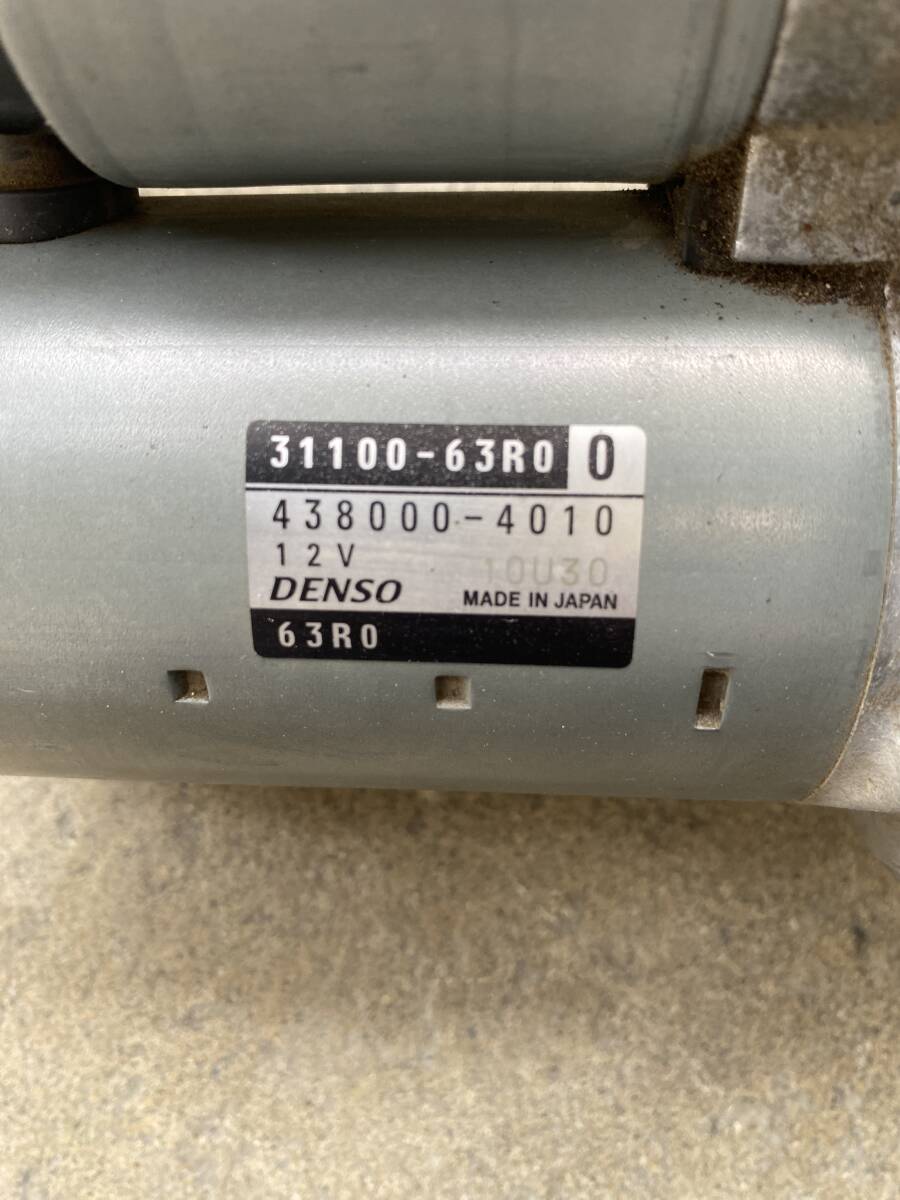 31100-63R0 0
438000-4010
12V 10U30
DENSO MADE IN JAPAN
63R0